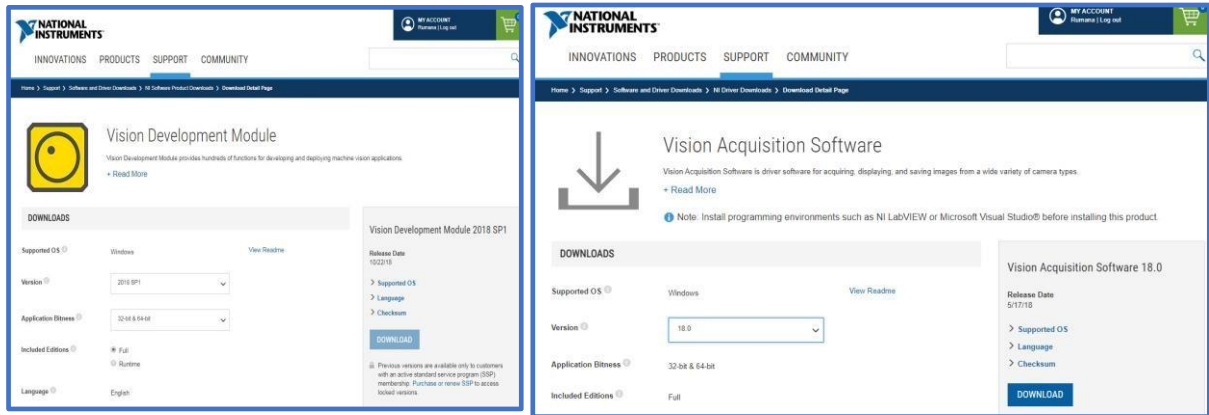 NATIONAL
INSTRUMENTS
MY ACCOUNT
Rumana | Log out
INNOVATIONS PRODUCTS SUPPORT COMMUNITY
Home > Support > Software and Driver Downloads > NI Software Product Downloads > Download Detail Page
Vision Development Module
Vision Development Module provides hundreds of functions for developing and deploying machine vision applications.
+ Read More
DOWNLOADS
Supported OS
Windows
View Readme
Version
2018 SP1
Application Bitness
32-bit & 64-bit
Included Editions
Full
Runtime
Language
English
Vision Development Module 2018 SP1
Release Date
10/22/18
> Supported OS
> Language
> Checksum
DOWNLOAD
Previous versions are available only to customers
with an active standard service program (SSP)
membership. Purchase or renew SSP to access
locked versions.
NATIONAL
INSTRUMENTS
MY ACCOUNT
Rumana | Log out
INNOVATIONS PRODUCTS SUPPORT COMMUNITY
Home > Support > Software and Driver Downloads > NI Driver Downloads > Download Detail Page
Vision Acquisition Software
Vision Acquisition Software is driver software for acquiring, displaying, and saving images from a wide variety of camera types.
+ Read More
Note: Install programming environments such as NI LabVIEW or Microsoft Visual Studio® before installing this product.
DOWNLOADS
Supported OS
Windows
View Readme
Version
18.0
Application Bitness
32-bit & 64-bit
Included Editions
Full
Vision Acquisition Software 18.0
Release Date
5/17/18
> Supported OS
> Language
> Checksum
DOWNLOAD